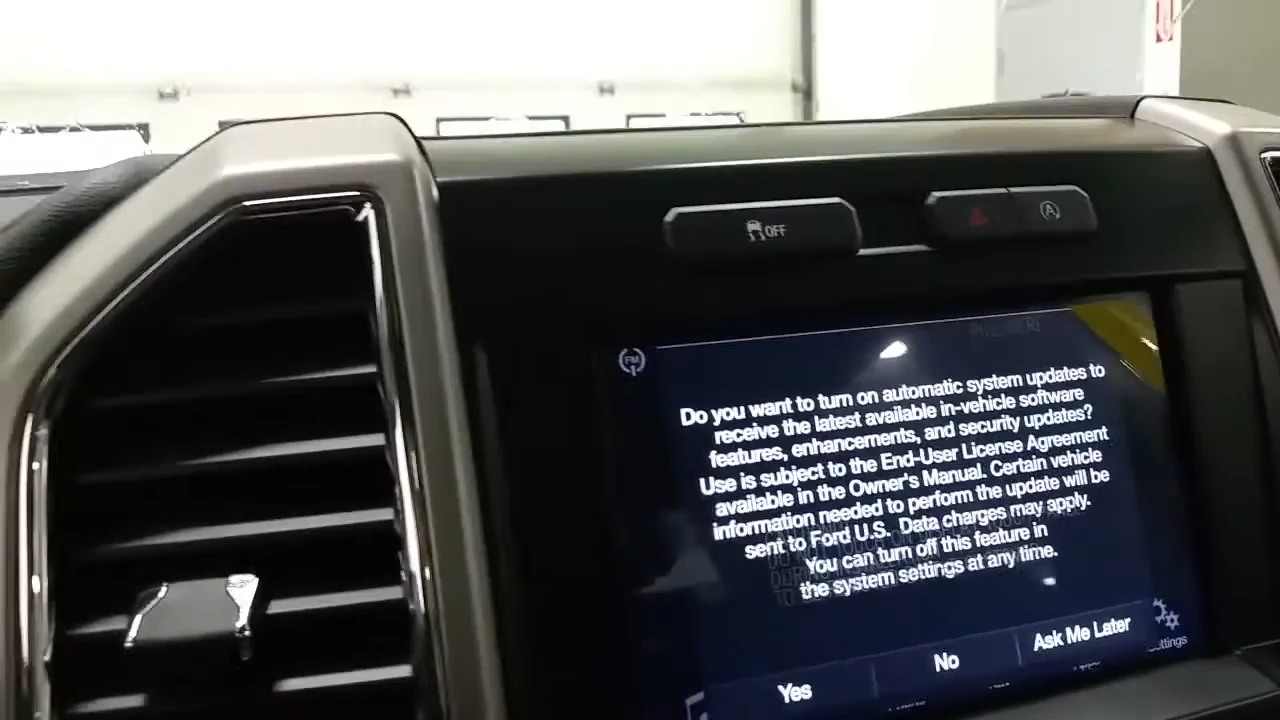 OFF
A
FM
Do you want to turn on automatic system updates to
receive the latest available in-vehicle software
features, enhancements, and security updates?
Use is subject to the End-User License Agreement
available in the Owner's Manual. Certain vehicle
information needed to perform the update will be
sent to Ford U.S. Data charges may apply.
You can turn off this feature in
the system settings at any time.
Yes
No
Ask Me Later